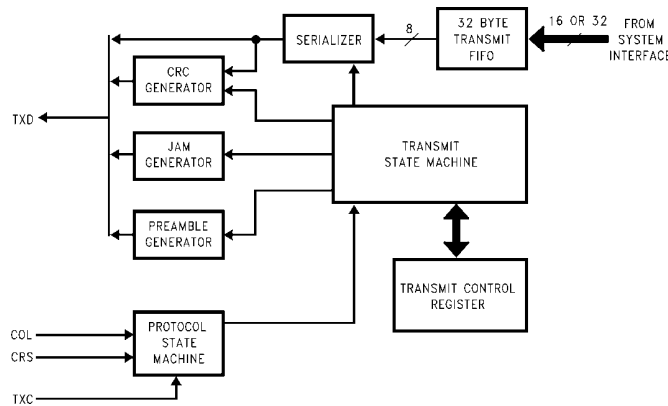 SERIALIZER
8
32 BYTE
TRANSMIT
FIFO
16 OR 32
FROM
SYSTEM
INTERFACE
CRC
GENERATOR
TXD
JAM
GENERATOR
TRANSMIT
STATE MACHINE
PREAMBLE
GENERATOR
TRANSMIT CONTROL
REGISTER
PROTOCOL
STATE
MACHINE
COL
CRS
TXC